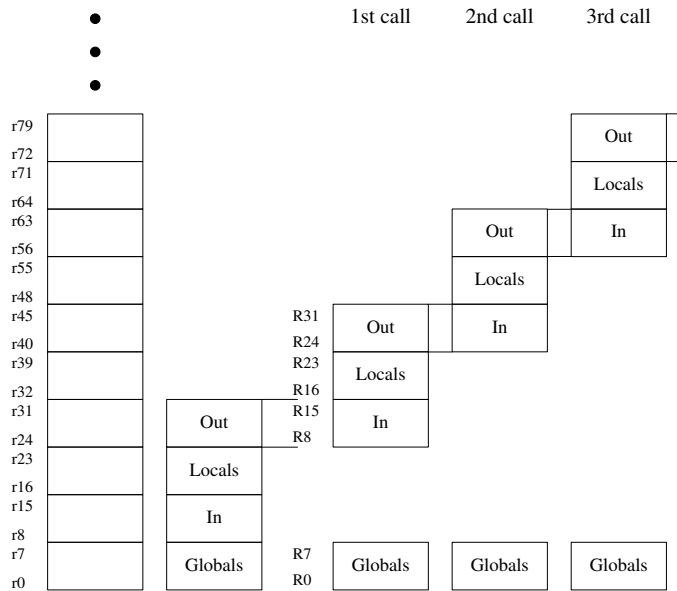 1st call 2nd call 3rd call
r79
Out
r72
r71
Locals
r64
r63
Out In
r56
r55
Locals
r48
r45 R31
Out In
r40 R24
r39 R23
Locals
r32 R16
r31 R15
Out In
r24 R8
r23
Locals
r16
r15
In
r8
r7 R7
Globals Globals Globals Globals
r0 R0